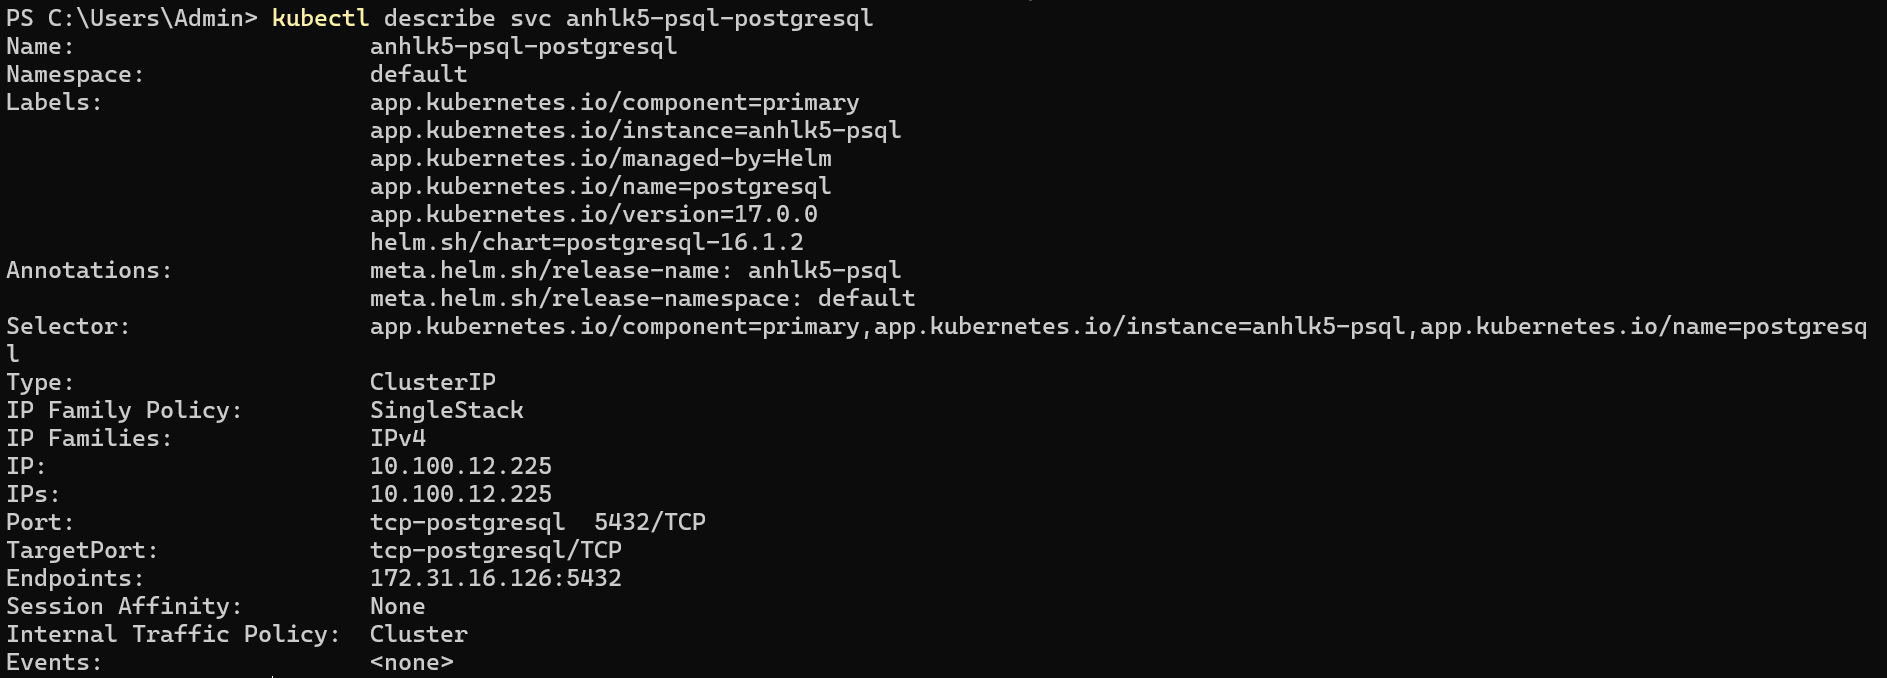 PS C:\Users\Admin> kubectl describe svc anhlk5-psql-postgresql
Name:                     anhlk5-psql-postgresql
Namespace:                default
Labels:                   app.kubernetes.io/component=primary
                          app.kubernetes.io/instance=anhlk5-psql
                          app.kubernetes.io/managed-by=Helm
                          app.kubernetes.io/name=postgresql
                          app.kubernetes.io/version=17.0.0
                          helm.sh/chart=postgresql-16.1.2
Annotations:              meta.helm.sh/release-name: anhlk5-psql
                          meta.helm.sh/release-namespace: default
Selector:                 app.kubernetes.io/component=primary,app.kubernetes.io/instance=anhlk5-psql,app.kubernetes.io/name=postgresq
l
Type:                     ClusterIP
IP Family Policy:         SingleStack
IP Families:              IPv4
IP:                       10.100.12.225
IPs:                      10.100.12.225
Port:                     tcp-postgresql  5432/TCP
TargetPort:               tcp-postgresql/TCP
Endpoints:                172.31.16.126:5432
Session Affinity:         None
Internal Traffic Policy:  Cluster
Events:                   <none>